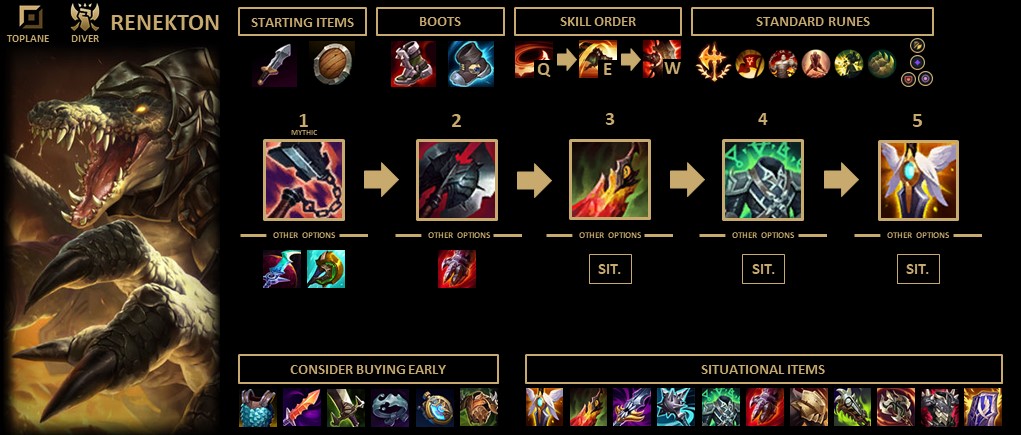 TOPLANE
DIVER
RENEKTON
STARTING ITEMS
BOOTS
SKILL ORDER
STANDARD RUNES
Q
E
W
1
MYTHIC
2
3
4
5
OTHER OPTIONS
OTHER OPTIONS
OTHER OPTIONS
OTHER OPTIONS
OTHER OPTIONS
SIT.
SIT.
SIT.
CONSIDER BUYING EARLY
SITUATIONAL ITEMS